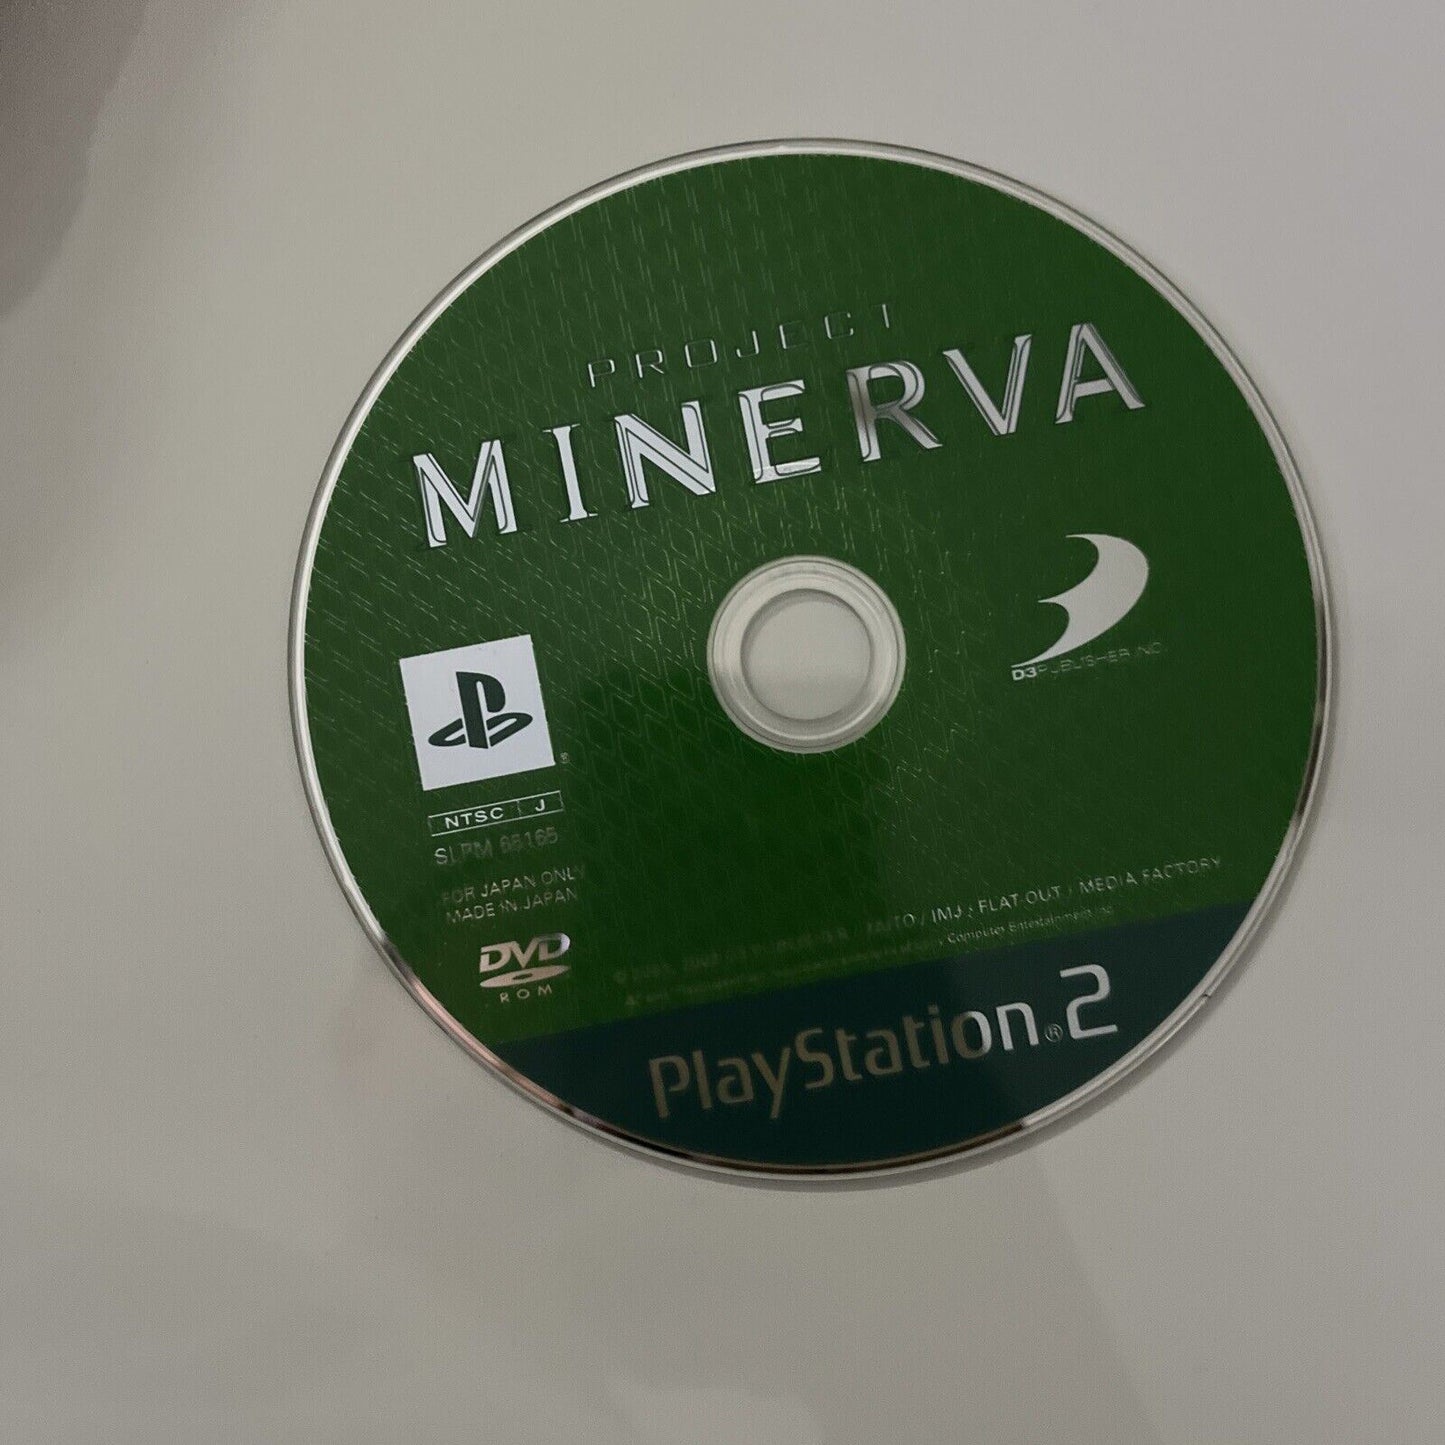 PROJECT
MINERVA
D3PUBLISHER INC.
®
NTSC J
SLPM 65165
FOR JAPAN ONLY
MADE IN JAPAN
DVD
ROM
TAITO / IMJ : FLAT-OUT / MEDIA FACTORY
Computer Entertainment Inc.
PlayStation®2